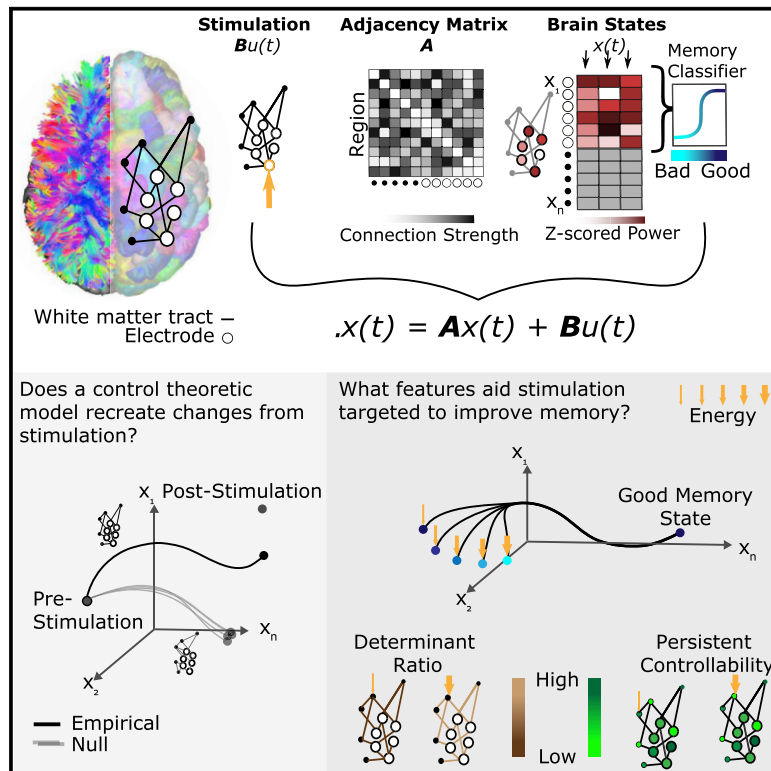 Stimulation
Bu(t)
Adjacency Matrix
A
Brain States
x(t)
Memory
Classifier
Region
x1
xn
Bad Good
Connection Strength
Z-scored Power
White matter tract
Electrode
.x(t) = Ax(t) + Bu(t)
Does a control theoretic
model recreate changes from
stimulation?
x1
Post-Stimulation
Pre-
Stimulation
xn
x2
Empirical
Null
What features aid stimulation
targeted to improve memory?
Energy
x1
Good Memory
State
xn
x2
Determinant
Ratio
High
Low
Persistent
Controllability